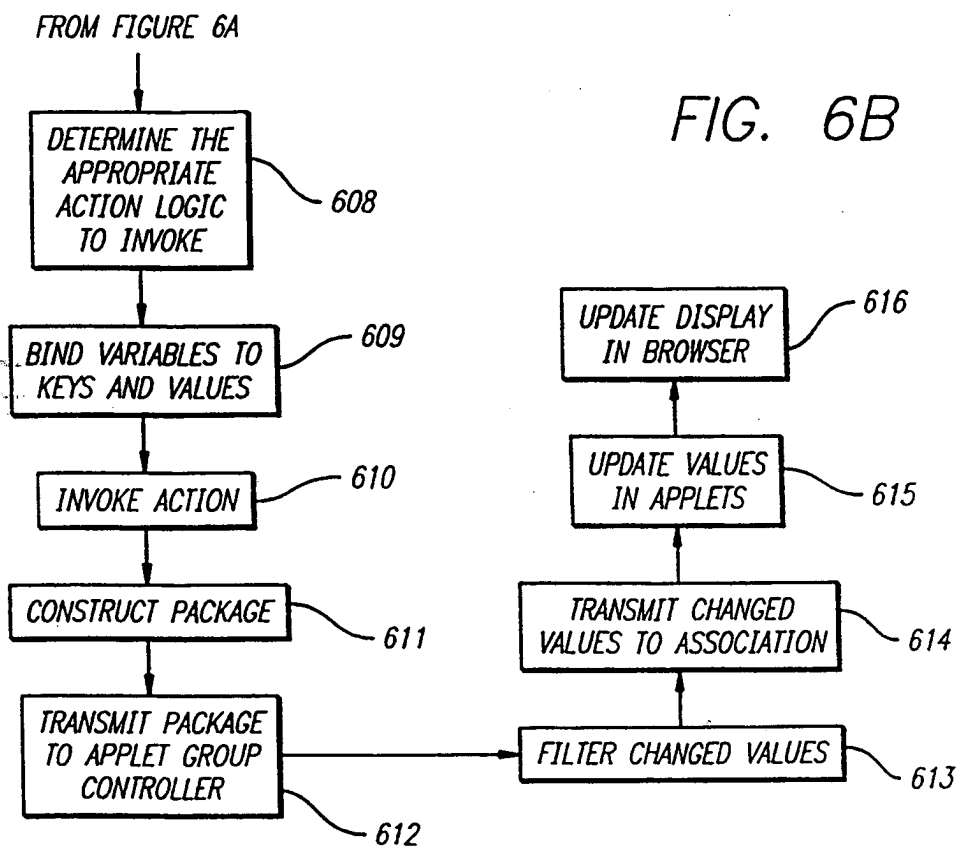 FROM FIGURE 6A
FIG. 6B
DETERMINE THE
APPROPRIATE
ACTION LOGIC
TO INVOKE
608
BIND VARIABLES TO
KEYS AND VALUES
609
INVOKE ACTION
610
CONSTRUCT PACKAGE
611
TRANSMIT PACKAGE
TO APPLET GROUP
CONTROLLER
612
FILTER CHANGED VALUES
613
TRANSMIT CHANGED
VALUES TO ASSOCIATION
614
UPDATE VALUES
IN APPLETS
615
UPDATE DISPLAY
IN BROWSER
616